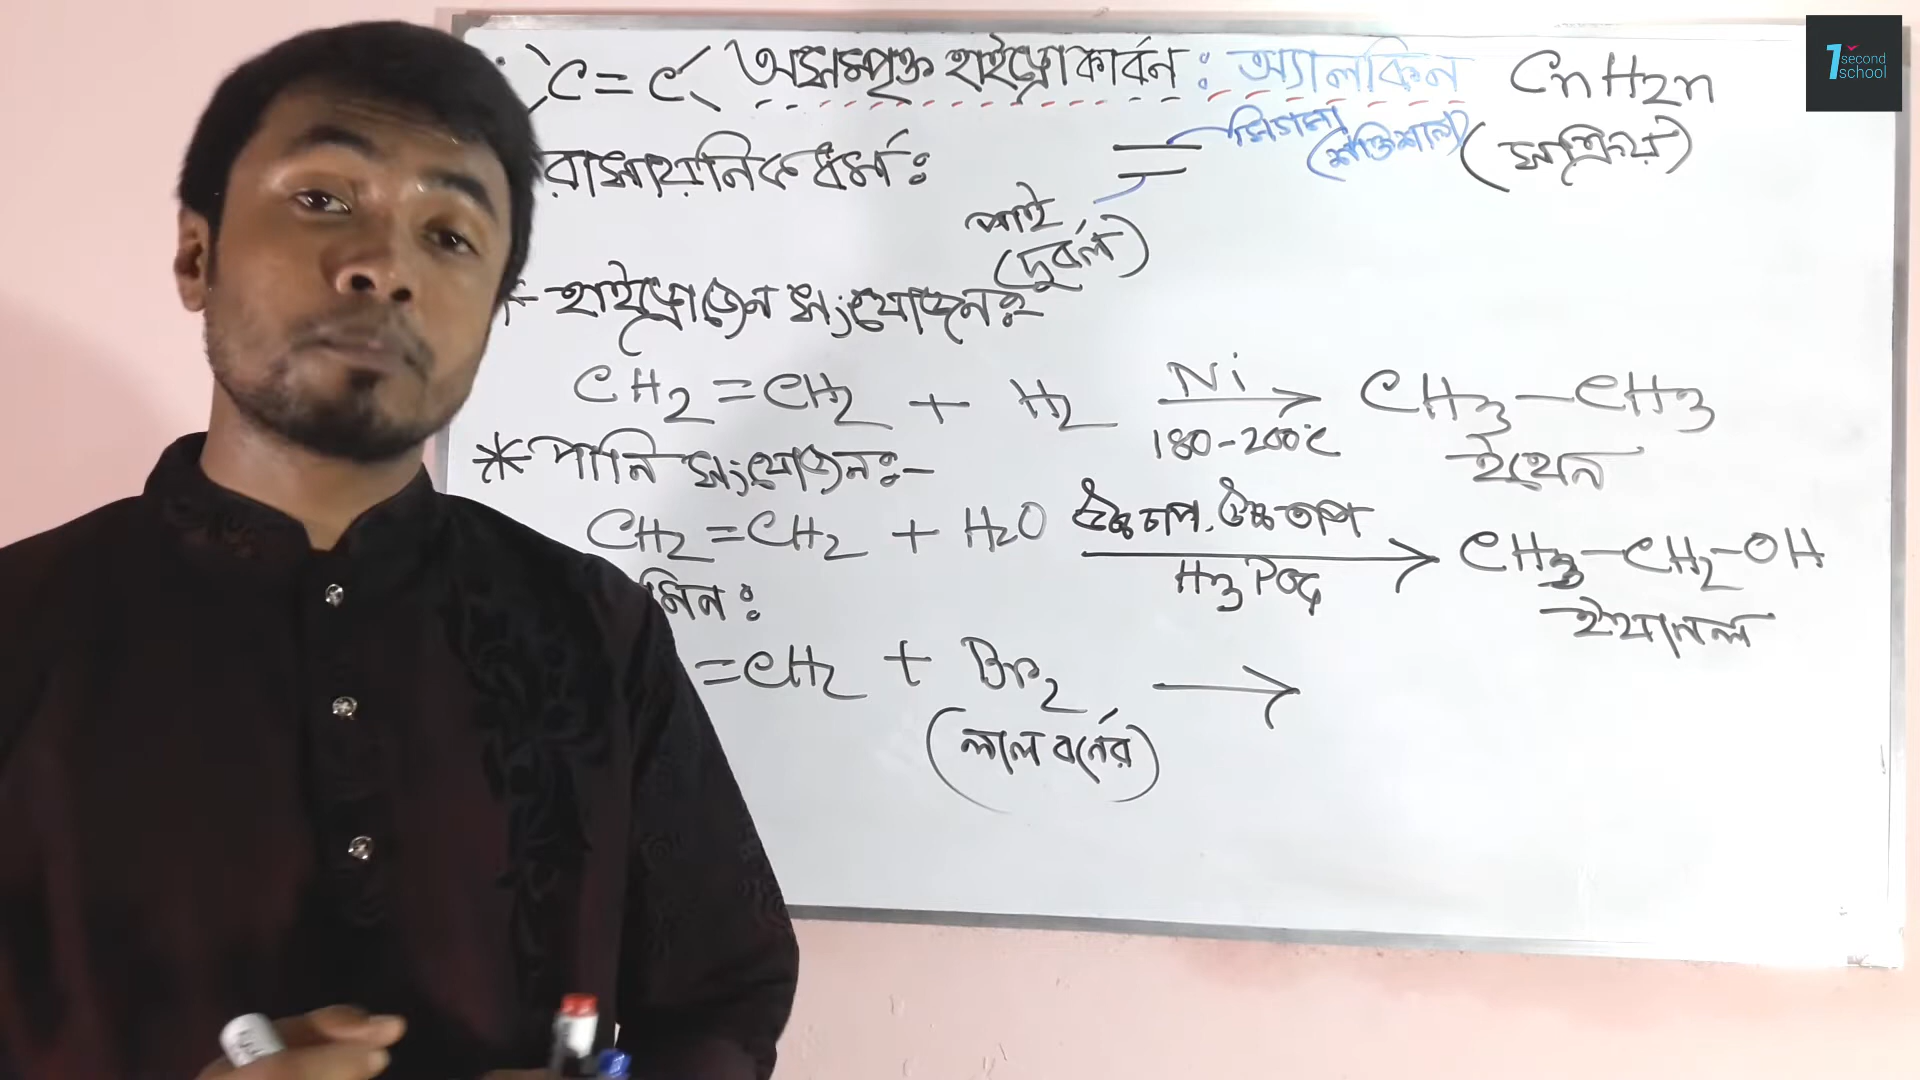 >C=C< অসম্পৃক্ত হাইড্রোকার্বন : অ্যালকিন CnH2n
সিগমা (শক্তিশালী) (সক্রিয়)
রাসায়নিক ধর্ম :
পাই (দুর্বল)
* হাইড্রোজেন সংযোজন :-
CH2=CH2 + H2 Ni 180-200°C → CH3-CH3
ইথেন
* পানি সংযোজন :-
CH2=CH2 + H2O উচ্চ চাপ, উচ্চ তাপ H3PO4 → CH3-CH2-OH
ইথানল
মিন :
=CH2 + Br2 →
(লাল বর্নের)
1 second school